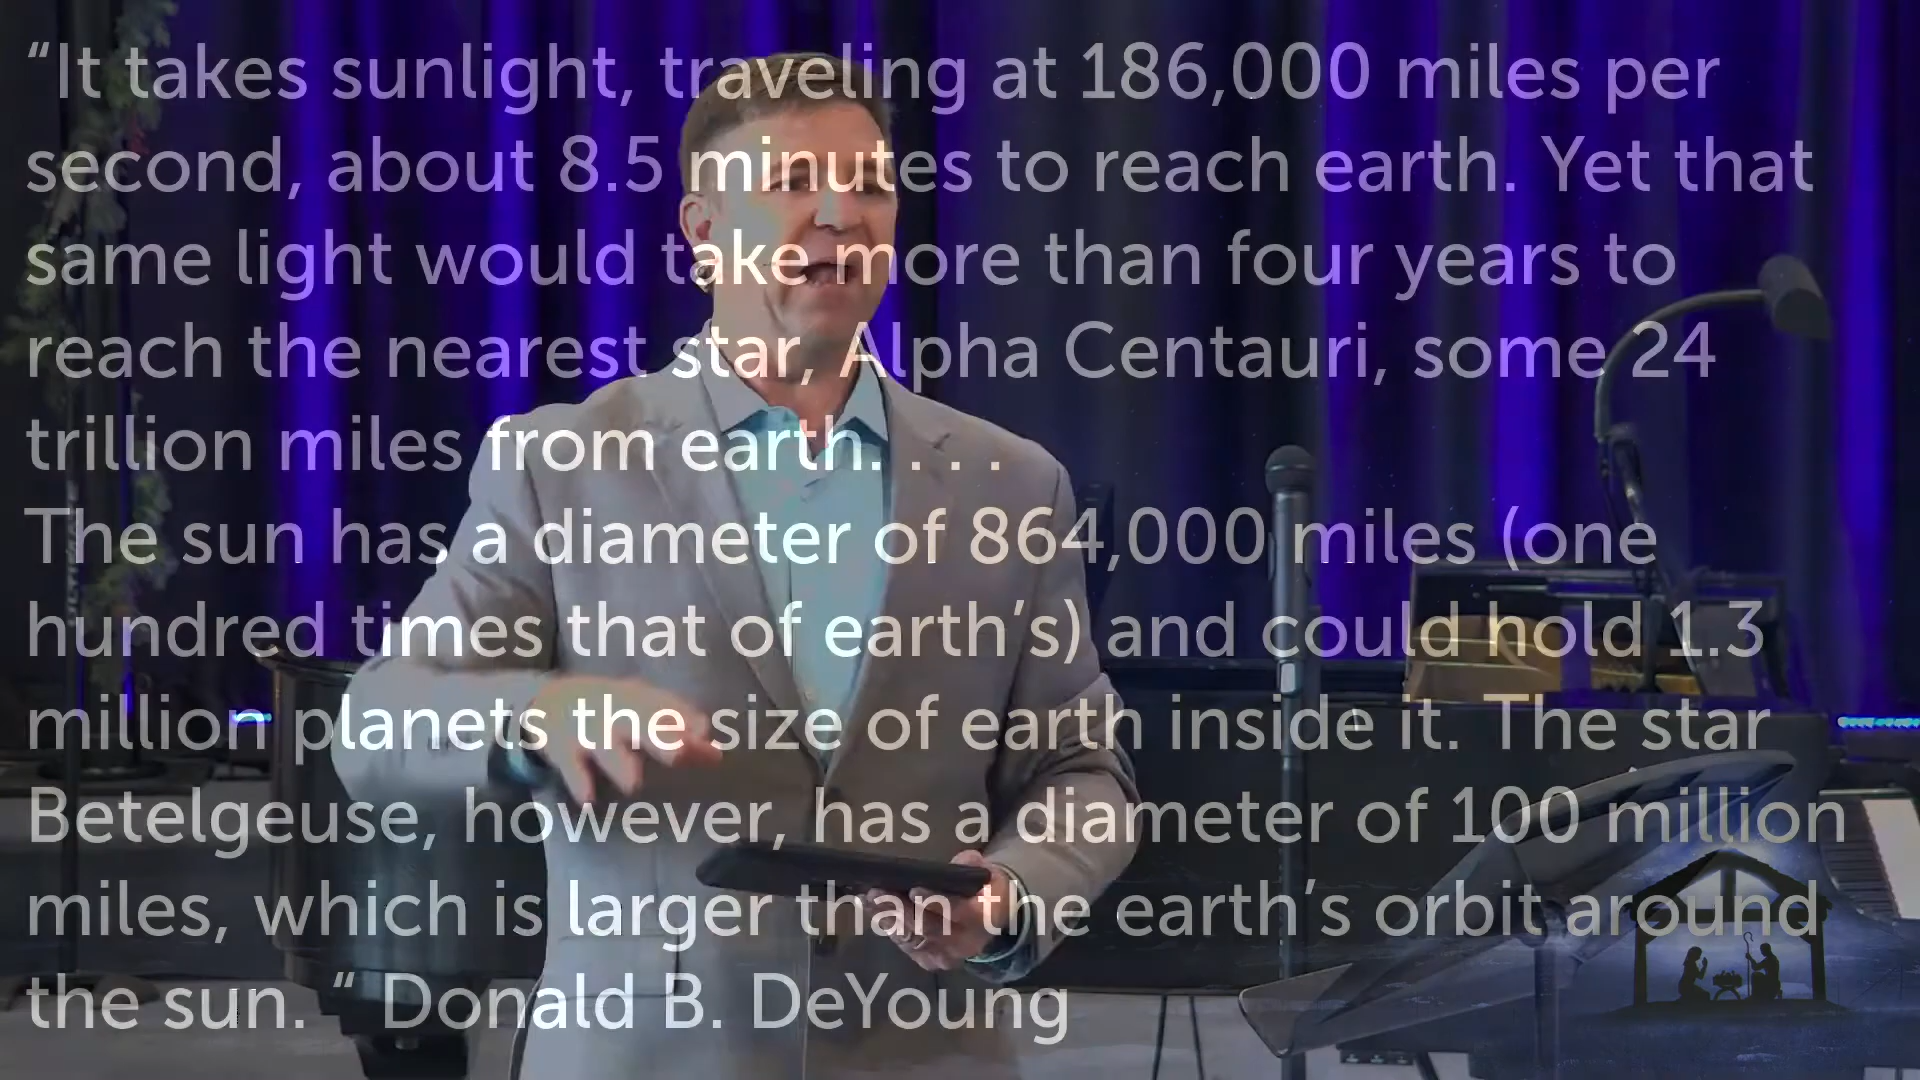 “It takes sunlight, traveling at 186,000 miles per
second, about 8.5 minutes to reach earth. Yet that
same light would take more than four years to
reach the nearest star, Alpha Centauri, some 24
trillion miles from earth. . . .
The sun has a diameter of 864,000 miles (one
hundred times that of earth’s) and could hold 1.3
million planets the size of earth inside it. The star
Betelgeuse, however, has a diameter of 100 million
miles, which is larger than the earth’s orbit around
the sun. “ Donald B. DeYoung